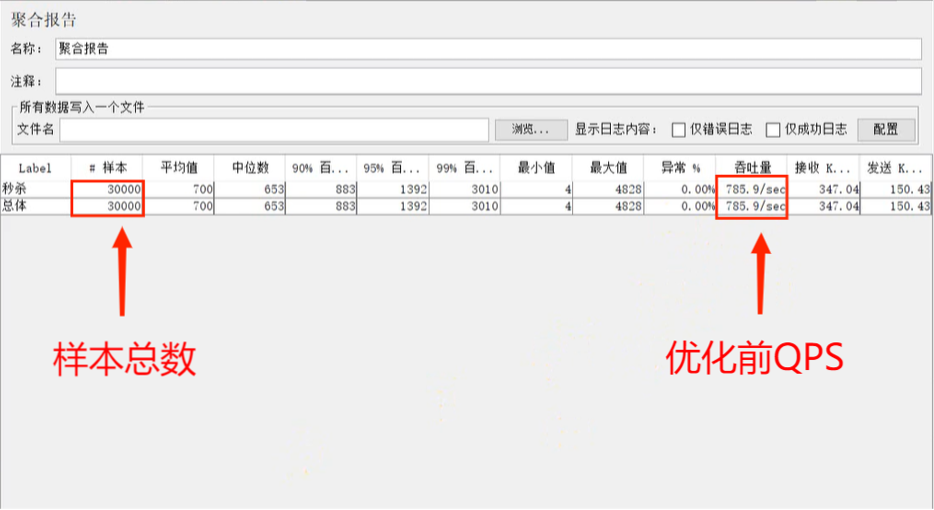 聚合报告
名称： 聚合报告
注释：
所有数据写入一个文件
文件名 浏览... 显示日志内容： 仅错误日志 仅成功日志 配置
Label # 样本 平均值 中位数 90% 百... 95% 百... 99% 百... 最小值 最大值 异常 % 吞吐量 接收 K... 发送 K...
秒杀 30000 700 653 883 1392 3010 4 4828 0.00% 785.9/sec 347.04 150.43
总体 30000 700 653 883 1392 3010 4 4828 0.00% 785.9/sec 347.04 150.43
样本总数 优化前QPS